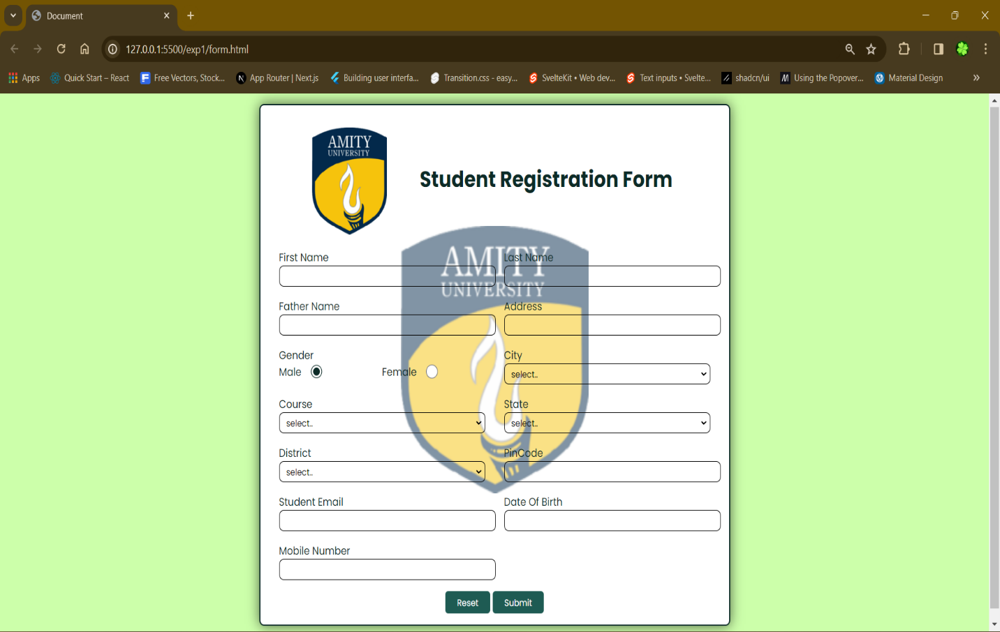 Document
127.0.0.1:5500/exp1/form.html
Apps Quick Start – React Free Vectors, Stock... App Router | Next.js Building user interfa... Transition.css - easy... SvelteKit • Web dev... Text inputs • Svelte... shadcn/ui Using the Popover... Material Design
AMITY
UNIVERSITY
Student Registration Form
AMITY
UNIVERSITY
First Name Last Name
Father Name Address
Gender City
Male Female select..
Course State
select.. select..
District PinCode
select..
Student Email Date Of Birth
Mobile Number
Reset Submit